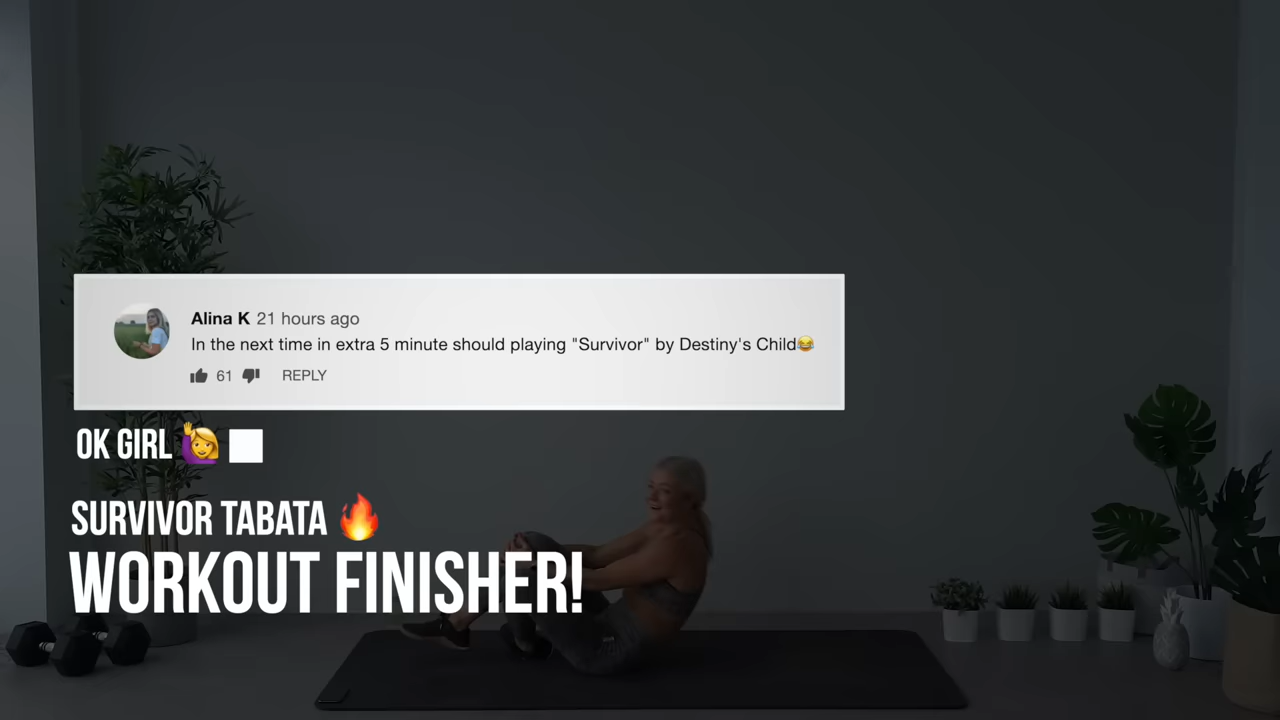 Alina K 21 hours ago
In the next time in extra 5 minute should playing "Survivor" by Destiny's Child😂
61 REPLY
OK GIRL 🙋‍♀️
SURVIVOR TABATA 🔥
WORKOUT FINISHER!